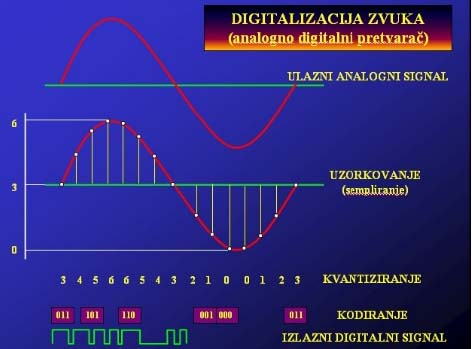 DIGITALIZACIJA ZVUKA
(analogno digitalni pretvarač)
ULAZNI ANALOGNI SIGNAL
6
3
0
UZORKOVANJE
(sempliranje)
3 4 5 6 6 5 4 3 2 1 0 0 1 2 3 KVANTIZIRANJE
011 101 110 001 000 011 KODIRANJE
IZLAZNI DIGITALNI SIGNAL